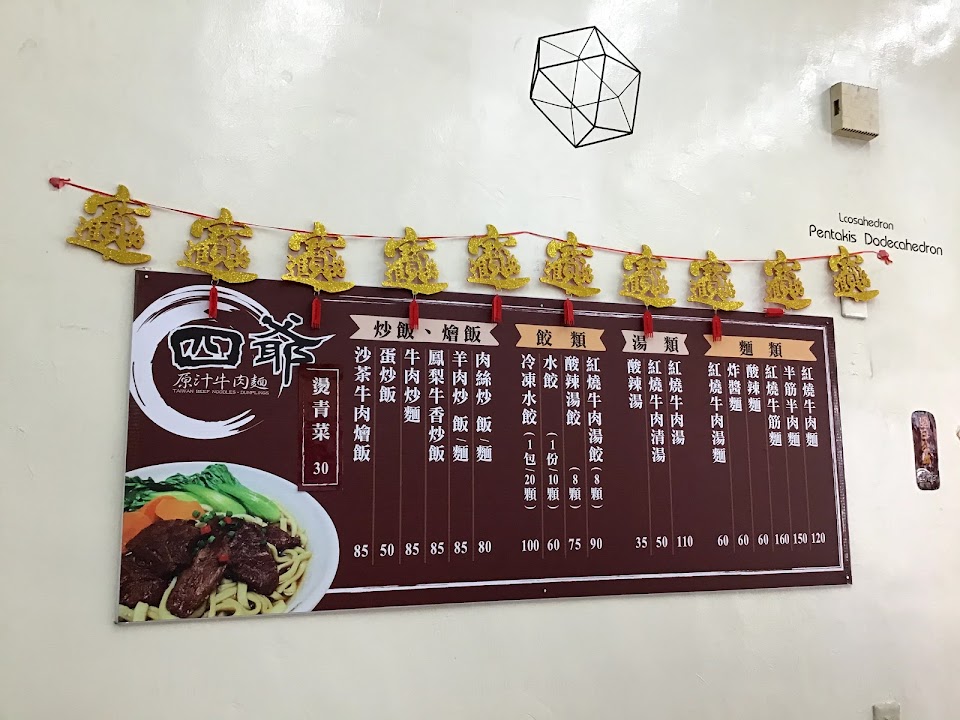 Lcosahedron
Pentakis Dodecahedron
四爺
原汁牛肉麵
TAIWAN BEEF NOODLES · DUMPLINGS
麵類
紅燒牛肉麵 120
半筋半肉麵 150
紅燒牛筋麵 160
酸辣麵 60
炸醬麵 60
紅燒牛肉湯麵 60
湯類
紅燒牛肉湯 110
紅燒牛肉清湯 50
酸辣湯 35
餃類
紅燒牛肉湯餃(8顆) 90
酸辣湯餃(8顆) 75
水餃(1份/10顆) 60
冷凍水餃(1包/20顆) 100
炒飯、燴飯
肉絲炒 飯/麵 80
羊肉炒 飯/麵 85
鳳梨牛香炒飯 85
牛肉炒麵 85
蛋炒飯 50
沙茶牛肉燴飯 85
燙青菜 30